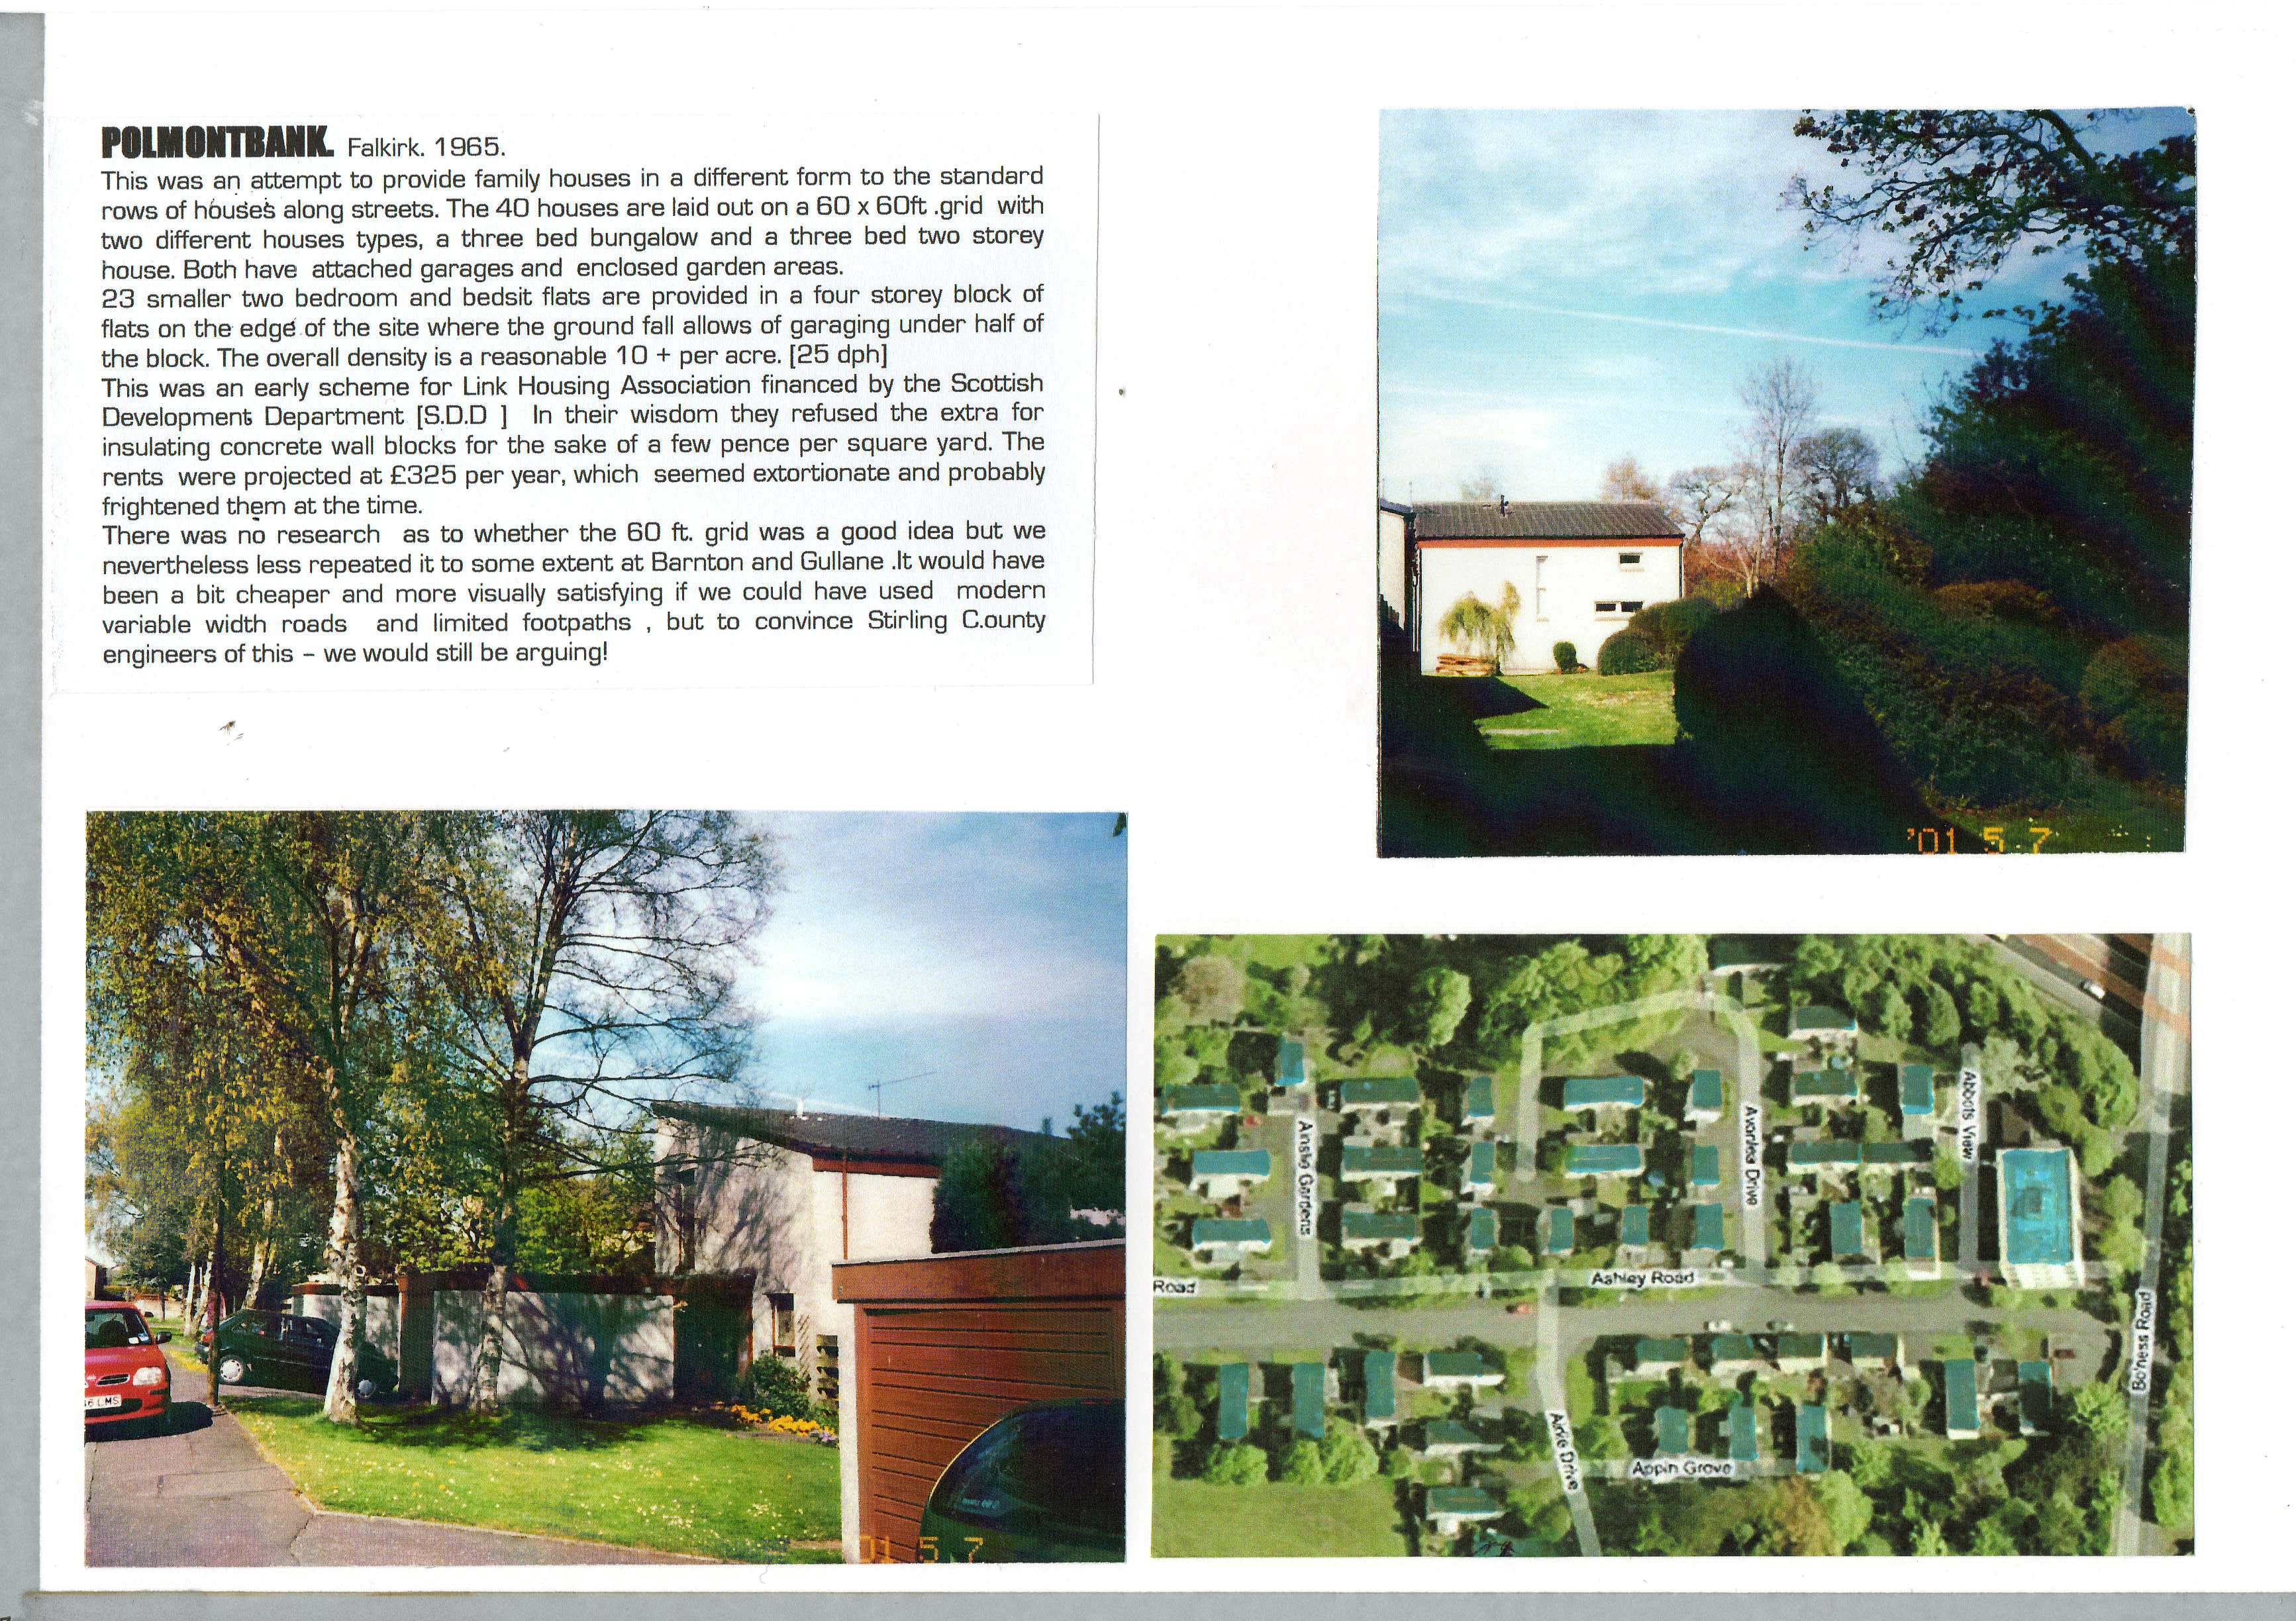 POLMONTBANK. Falkirk. 1965.
This was an attempt to provide family houses in a different form to the standard
rows of houses along streets. The 40 houses are laid out on a 60 x 60ft .grid with
two different houses types, a three bed bungalow and a three bed two storey
house. Both have attached garages and enclosed garden areas.
23 smaller two bedroom and bedsit flats are provided in a four storey block of
flats on the edge of the site where the ground fall allows of garaging under half of
the block. The overall density is a reasonable 10 + per acre. [25 dph]
This was an early scheme for Link Housing Association financed by the Scottish
Development Department [S.D.D ] In their wisdom they refused the extra for
insulating concrete wall blocks for the sake of a few pence per square yard. The
rents were projected at £325 per year, which seemed extortionate and probably
frightened them at the time.
There was no research as to whether the 60 ft. grid was a good idea but we
nevertheless less repeated it to some extent at Barnton and Gullane .It would have
been a bit cheaper and more visually satisfying if we could have used modern
variable width roads and limited footpaths , but to convince Stirling C.ounty
engineers of this – we would still be arguing!
'01 5 7
6 LMS
01 5 7
Ainslie Gardens
Avonlea Drive
Abbots View
Road
Ashley Road
Bo'ness Road
Airlie Drive
Appin Grove